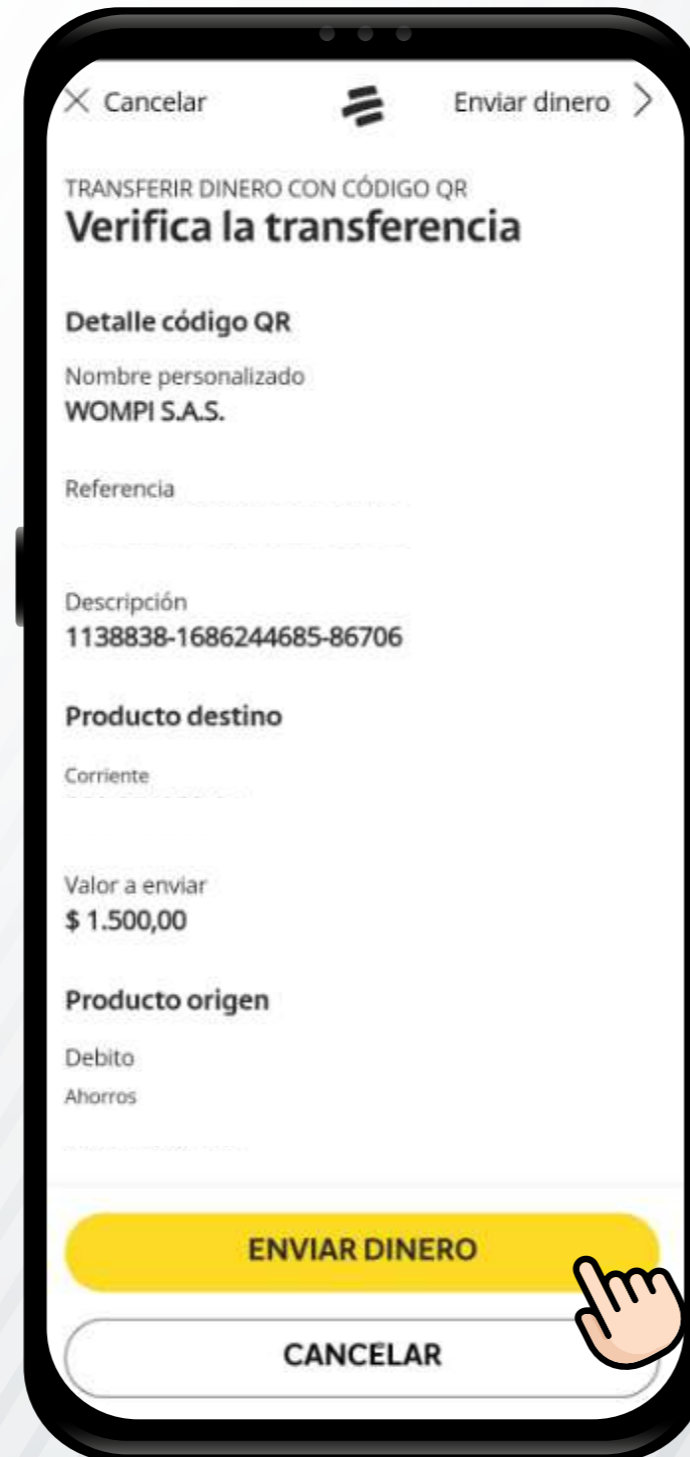 Cancelar
Enviar dinero
TRANSFERIR DINERO CON CÓDIGO QR
Verifica la transferencia
Detalle código QR
Nombre personalizado
WOMPI S.A.S.
Referencia
Descripción
1138838-1686244685-86706
Producto destino
Corriente
Valor a enviar
$ 1.500,00
Producto origen
Debito
Ahorros
ENVIAR DINERO
CANCELAR